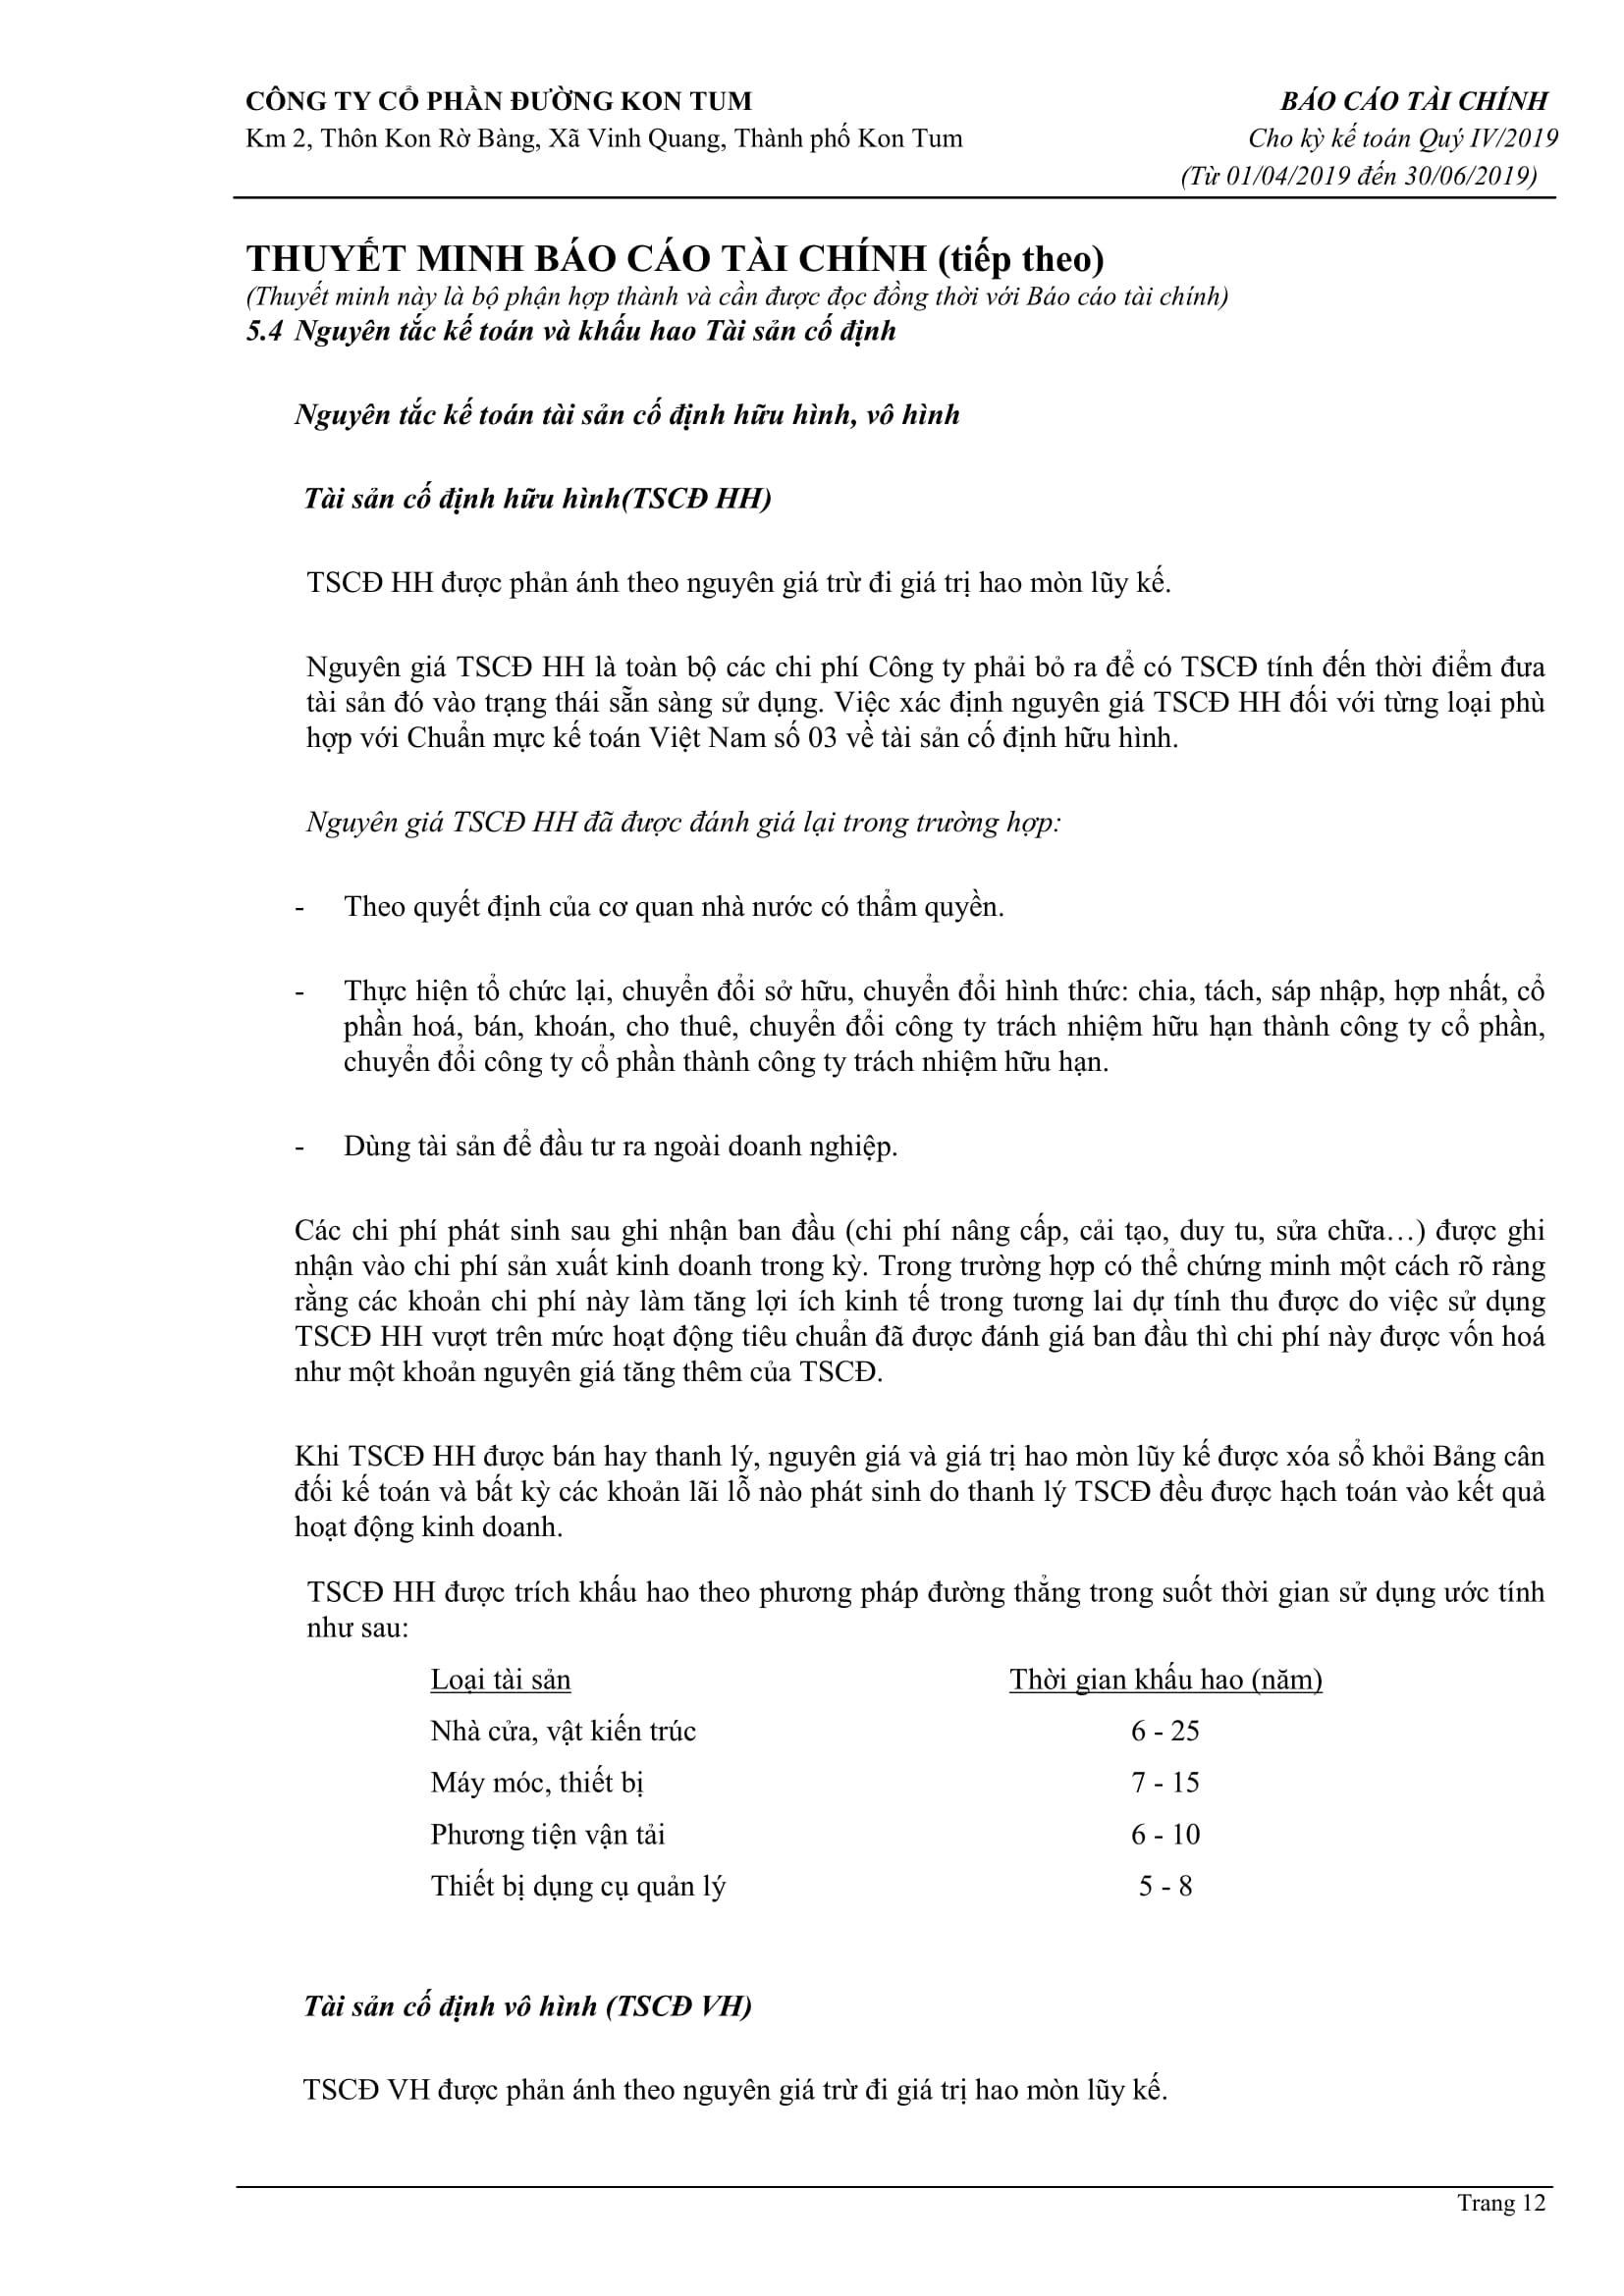 CÔNG TY CỔ PHẦN ĐƯỜNG KON TUM
BÁO CÁO TÀI CHÍNH
Km 2, Thôn Kon Rờ Bàng, Xã Vinh Quang, Thành phố Kon Tum
Cho kỳ kế toán Quý IV/2019
(Từ 01/04/2019 đến 30/06/2019)
THUYẾT MINH BÁO CÁO TÀI CHÍNH (tiếp theo)
(Thuyết minh này là bộ phận hợp thành và cần được đọc đồng thời với Báo cáo tài chính)
5.4 Nguyên tắc kế toán và khấu hao Tài sản cố định
Nguyên tắc kế toán tài sản cố định hữu hình, vô hình
Tài sản cố định hữu hình(TSCĐ HH)
TSCĐ HH được phản ánh theo nguyên giá trừ đi giá trị hao mòn lũy kế.
Nguyên giá TSCĐ HH là toàn bộ các chi phí Công ty phải bỏ ra để có TSCĐ tính đến thời điểm đưa
tài sản đó vào trạng thái sẵn sàng sử dụng. Việc xác định nguyên giá TSCĐ HH đối với từng loại phù
hợp với Chuẩn mực kế toán Việt Nam số 03 về tài sản cố định hữu hình.
Nguyên giá TSCĐ HH đã được đánh giá lại trong trường hợp:
- Theo quyết định của cơ quan nhà nước có thẩm quyền.
- Thực hiện tổ chức lại, chuyển đổi sở hữu, chuyển đổi hình thức: chia, tách, sáp nhập, hợp nhất, cổ
phần hoá, bán, khoán, cho thuê, chuyển đổi công ty trách nhiệm hữu hạn thành công ty cổ phần,
chuyển đổi công ty cổ phần thành công ty trách nhiệm hữu hạn.
- Dùng tài sản để đầu tư ra ngoài doanh nghiệp.
Các chi phí phát sinh sau ghi nhận ban đầu (chi phí nâng cấp, cải tạo, duy tu, sửa chữa…) được ghi
nhận vào chi phí sản xuất kinh doanh trong kỳ. Trong trường hợp có thể chứng minh một cách rõ ràng
rằng các khoản chi phí này làm tăng lợi ích kinh tế trong tương lai dự tính thu được do việc sử dụng
TSCĐ HH vượt trên mức hoạt động tiêu chuẩn đã được đánh giá ban đầu thì chi phí này được vốn hoá
như một khoản nguyên giá tăng thêm của TSCĐ.
Khi TSCĐ HH được bán hay thanh lý, nguyên giá và giá trị hao mòn lũy kế được xóa sổ khỏi Bảng cân
đối kế toán và bất kỳ các khoản lãi lỗ nào phát sinh do thanh lý TSCĐ đều được hạch toán vào kết quả
hoạt động kinh doanh.
TSCĐ HH được trích khấu hao theo phương pháp đường thẳng trong suốt thời gian sử dụng ước tính
như sau:
Loại tài sản Thời gian khấu hao (năm)
Nhà cửa, vật kiến trúc 6 - 25
Máy móc, thiết bị 7 - 15
Phương tiện vận tải 6 - 10
Thiết bị dụng cụ quản lý 5 - 8
Tài sản cố định vô hình (TSCĐ VH)
TSCĐ VH được phản ánh theo nguyên giá trừ đi giá trị hao mòn lũy kế.
Trang 12